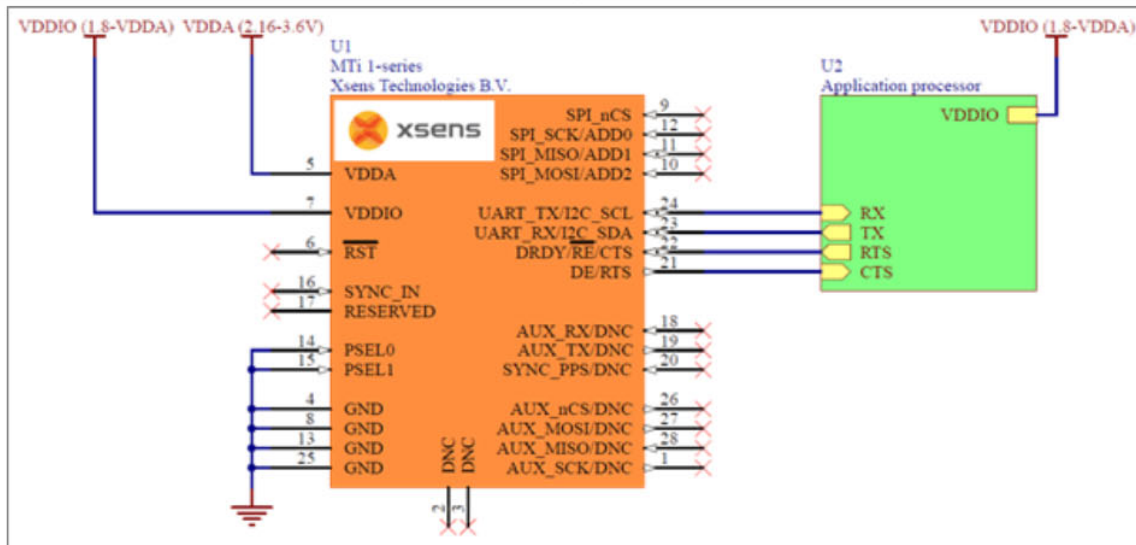 VDDIO (1.8-VDDA) VDDA (2.16-3.6V) VDDIO (1.8-VDDA)
U1
MTi 1-series
Xsens Technologies B.V.
U2
Application processor
xsens
VDDIO
SPI_nCS 9
SPI_SCK/ADD0 12
SPI_MISO/ADD1 11
5 VDDA SPI_MOSI/ADD2 10
7 VDDIO UART_TX/I2C_SCL 24 RX
UART_RX/I2C_SDA 23 TX
6 RST DRDY/RE/CTS 22 RTS
DE/RTS 21 CTS
16 SYNC_IN
17 RESERVED
AUX_RX/DNC 18
14 PSEL0 AUX_TX/DNC 19
15 PSEL1 SYNC_PPS/DNC 20
4 GND AUX_nCS/DNC 26
8 GND AUX_MOSI/DNC 27
13 GND AUX_MISO/DNC 28
25 GND AUX_SCK/DNC 1
DNC DNC
2 3